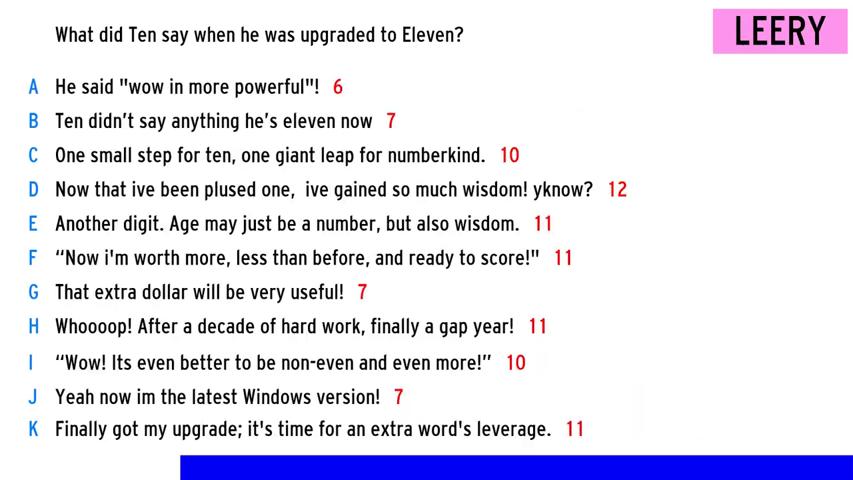 What did Ten say when he was upgraded to Eleven?
LEERY
A He said "wow in more powerful"! 6
B Ten didn't say anything he's eleven now 7
C One small step for ten, one giant leap for numberkind. 10
D Now that ive been plused one, ive gained so much wisdom! yknow? 12
E Another digit. Age may just be a number, but also wisdom. 11
F “Now i'm worth more, less than before, and ready to score!" 11
G That extra dollar will be very useful! 7
H Whoooop! After a decade of hard work, finally a gap year! 11
I “Wow! Its even better to be non-even and even more!” 10
J Yeah now im the latest Windows version! 7
K Finally got my upgrade; it's time for an extra word's leverage. 11